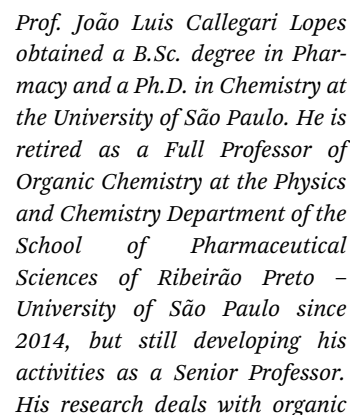 Prof. João Luis Callegari Lopes
obtained a B.Sc. degree in Phar-
macy and a Ph.D. in Chemistry at
the University of São Paulo. He is
retired as a Full Professor of
Organic Chemistry at the Physics
and Chemistry Department of the
School of Pharmaceutical
Sciences of Ribeirão Preto –
University of São Paulo since
2014, but still developing his
activities as a Senior Professor.
His research deals with organic